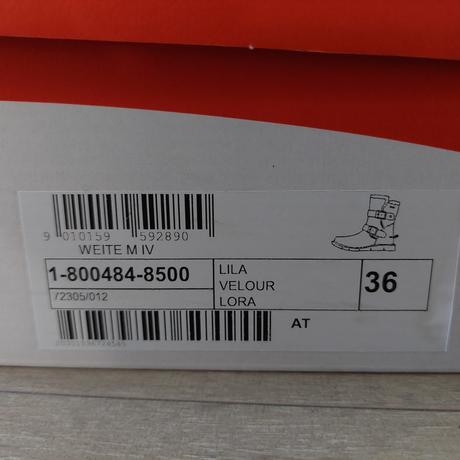 9 010159 592890
WEITE M IV
1-800484-8500
LILA
VELOUR
LORA
36
72305/012
AT